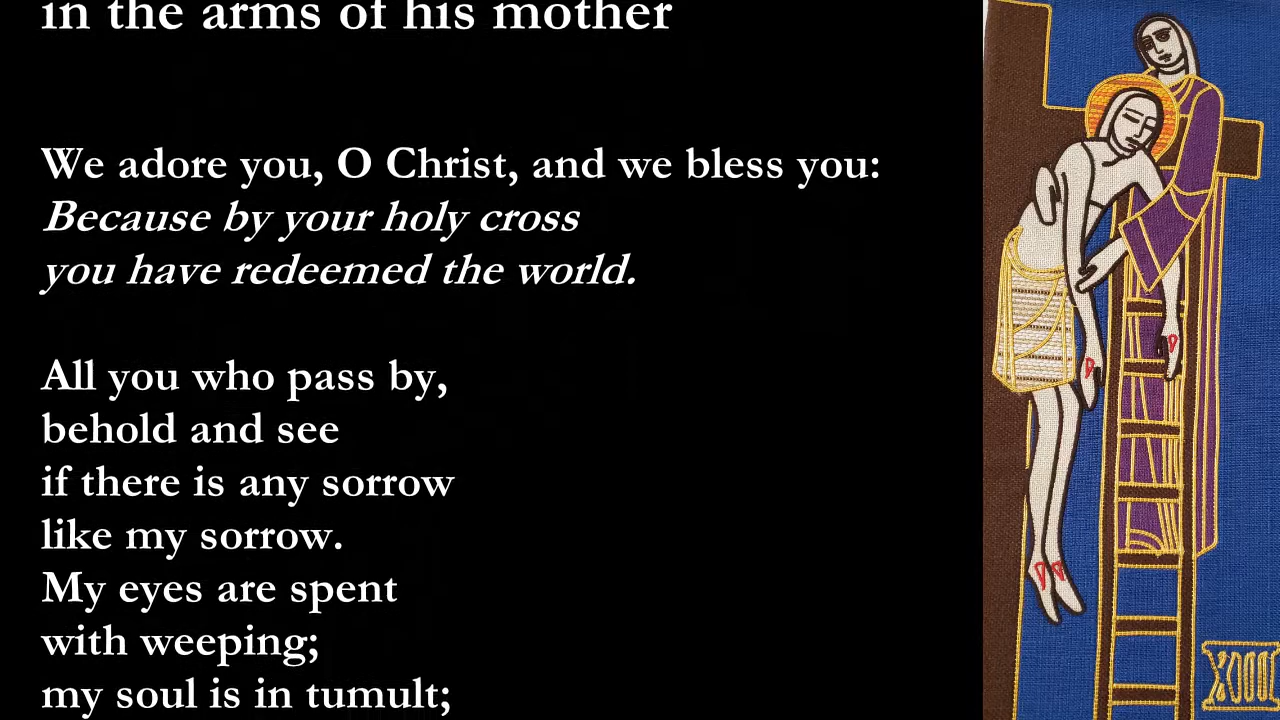 in the arms of his mother
We adore you, O Christ, and we bless you:
Because by your holy cross
you have redeemed the world.
All you who pass by,
behold and see
if there is any sorrow
like my sorrow.
My eyes are spent
with weeping;
my soul is in tumult;
XIIII